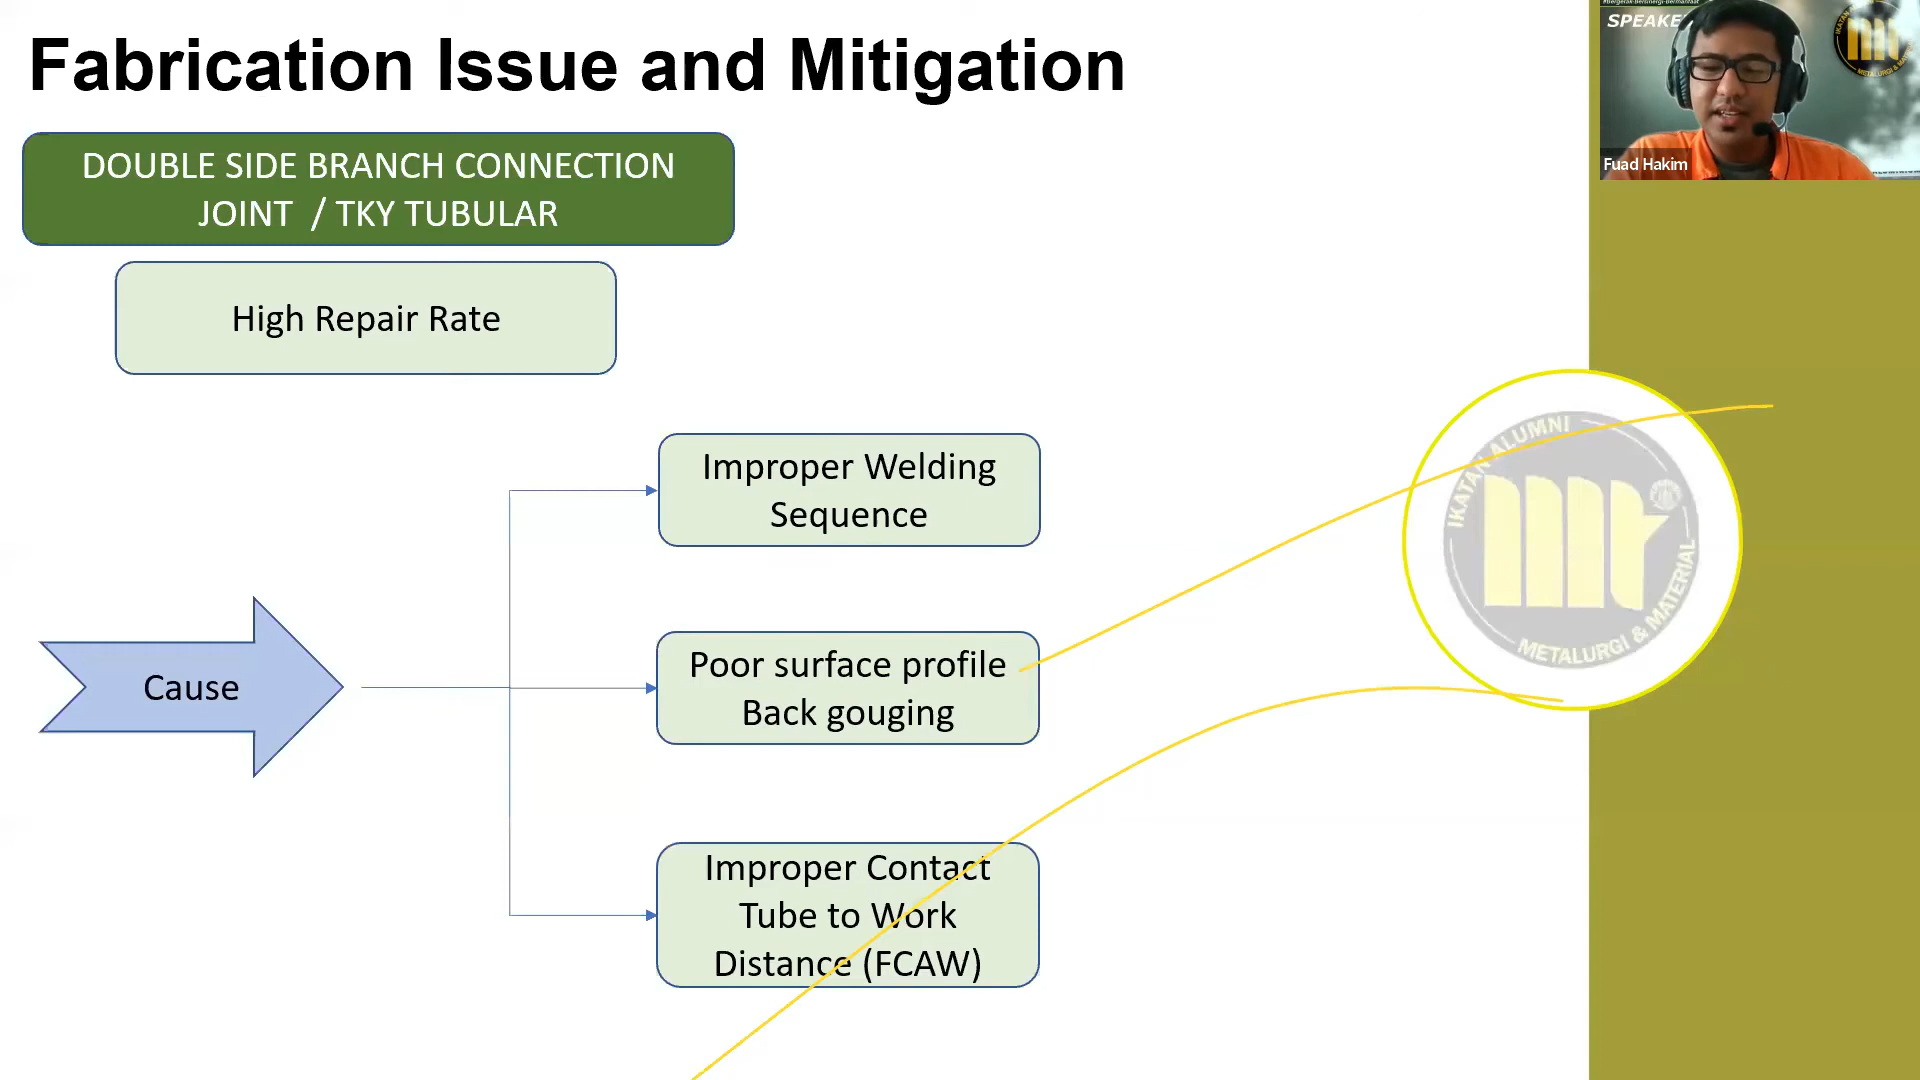 Fabrication Issue and Mitigation
DOUBLE SIDE BRANCH CONNECTION
JOINT / TKY TUBULAR
High Repair Rate
Cause
Improper Welding
Sequence
Poor surface profile
Back gouging
Improper Contact
Tube to Work
Distance (FCAW)
IKATAN ALUMNI
METALURGI & MATERIAL
SPEAKE
Fuad Hakim